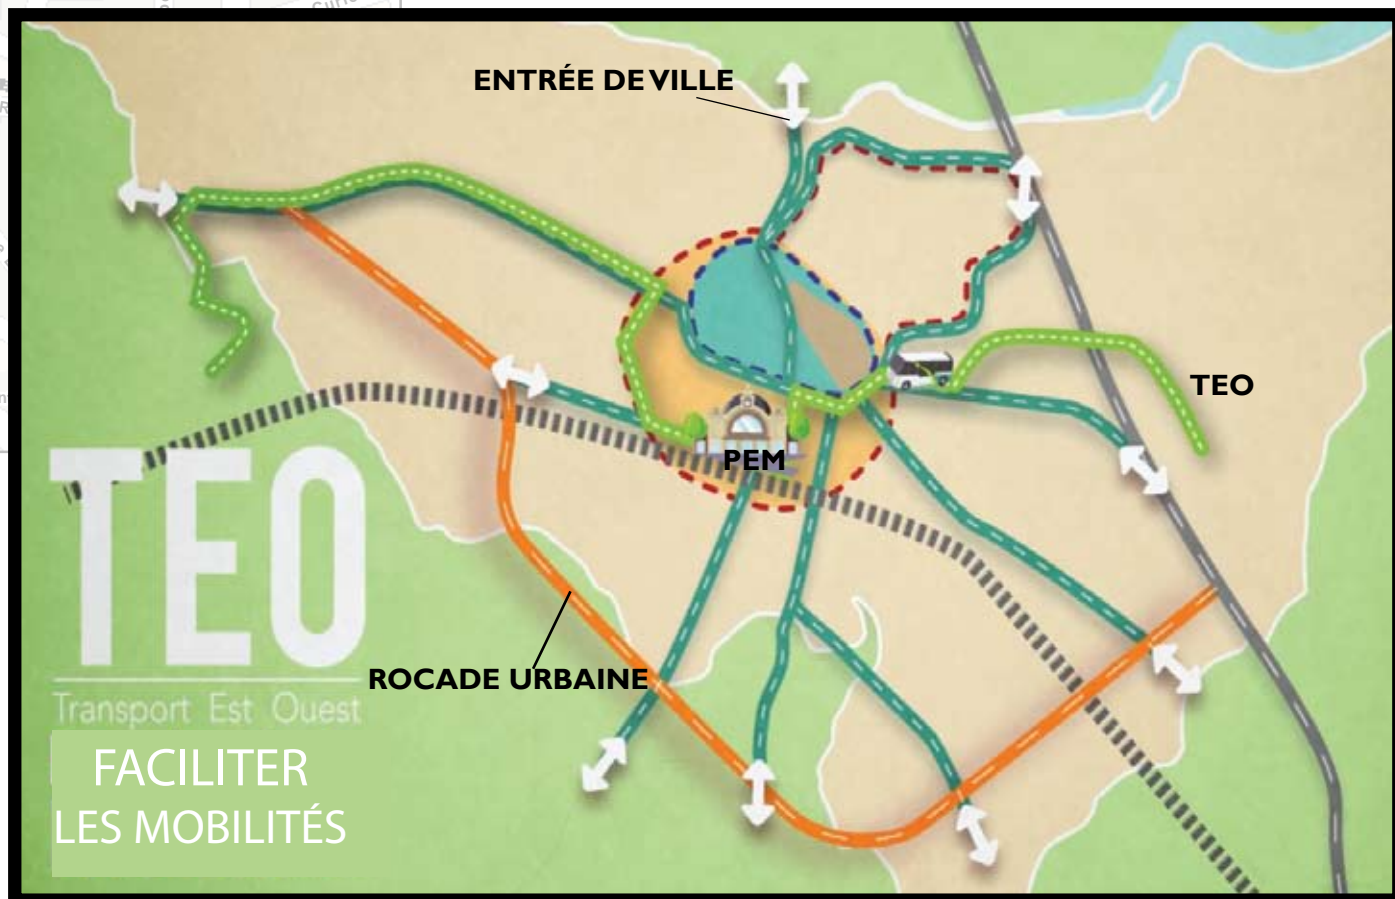 ENTRÉE DE VILLE
TEO
PEM
TEO
Transport Est Ouest
ROCADE URBAINE
FACILITER
LES MOBILITÉS